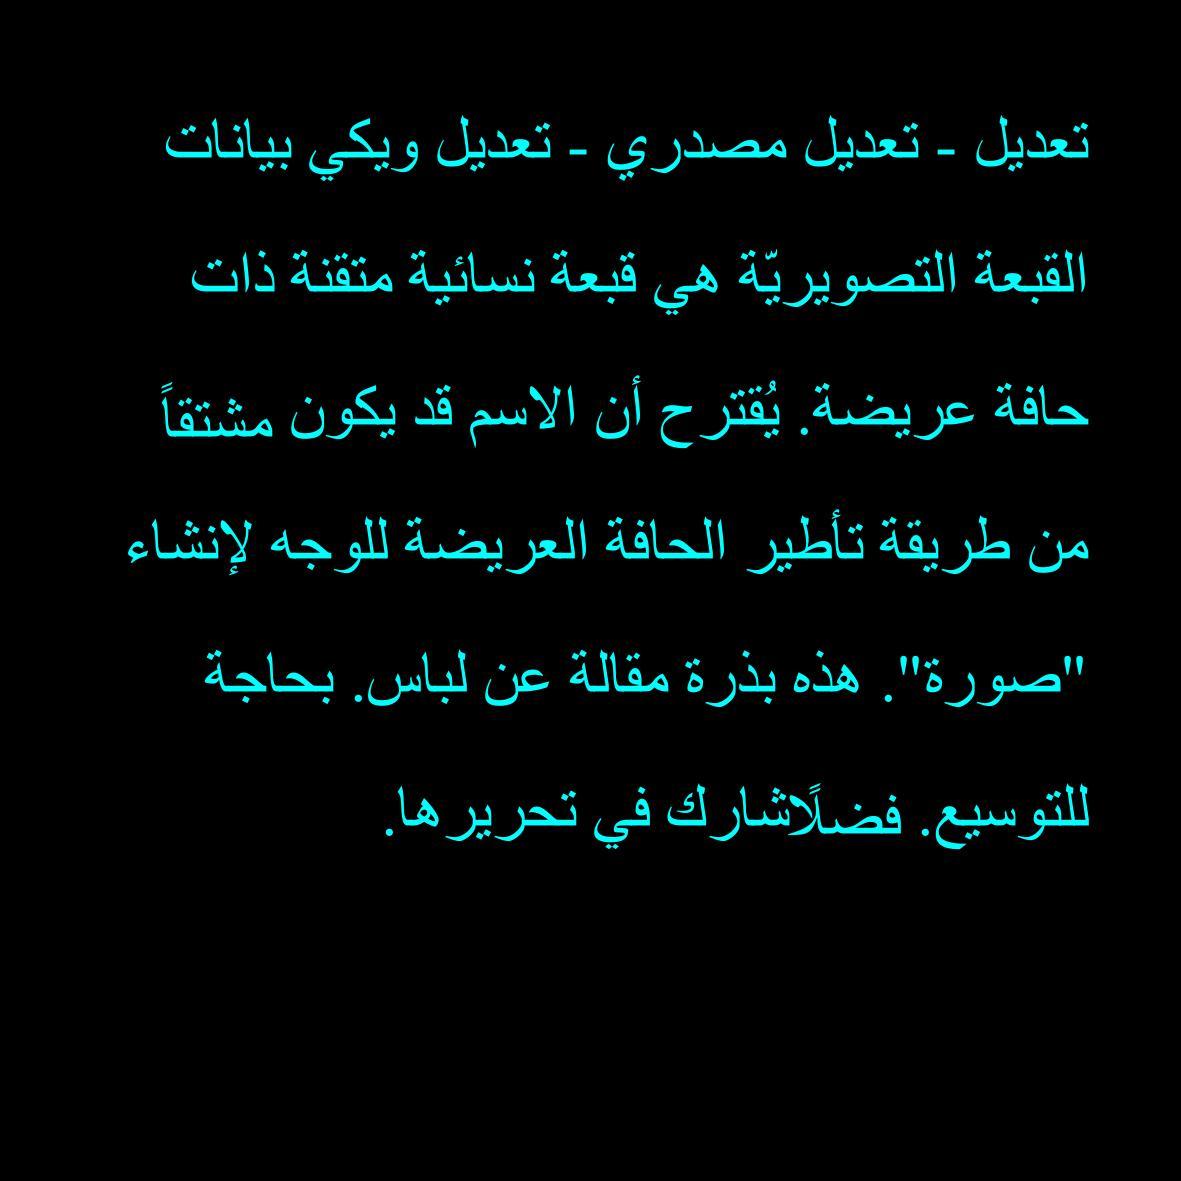 تعديل - تعديل مصدري - تعديل ويكي بيانات
القبعة التصويريّة هي قبعة نسائية متقنة ذات
حافة عريضة. يُقترح أن الاسم قد يكون مشتقاً
من طريقة تأطير الحافة العريضة للوجه لإنشاء
"صورة". هذه بذرة مقالة عن لباس. بحاجة
للتوسيع. فضلًاشارك في تحريرها.